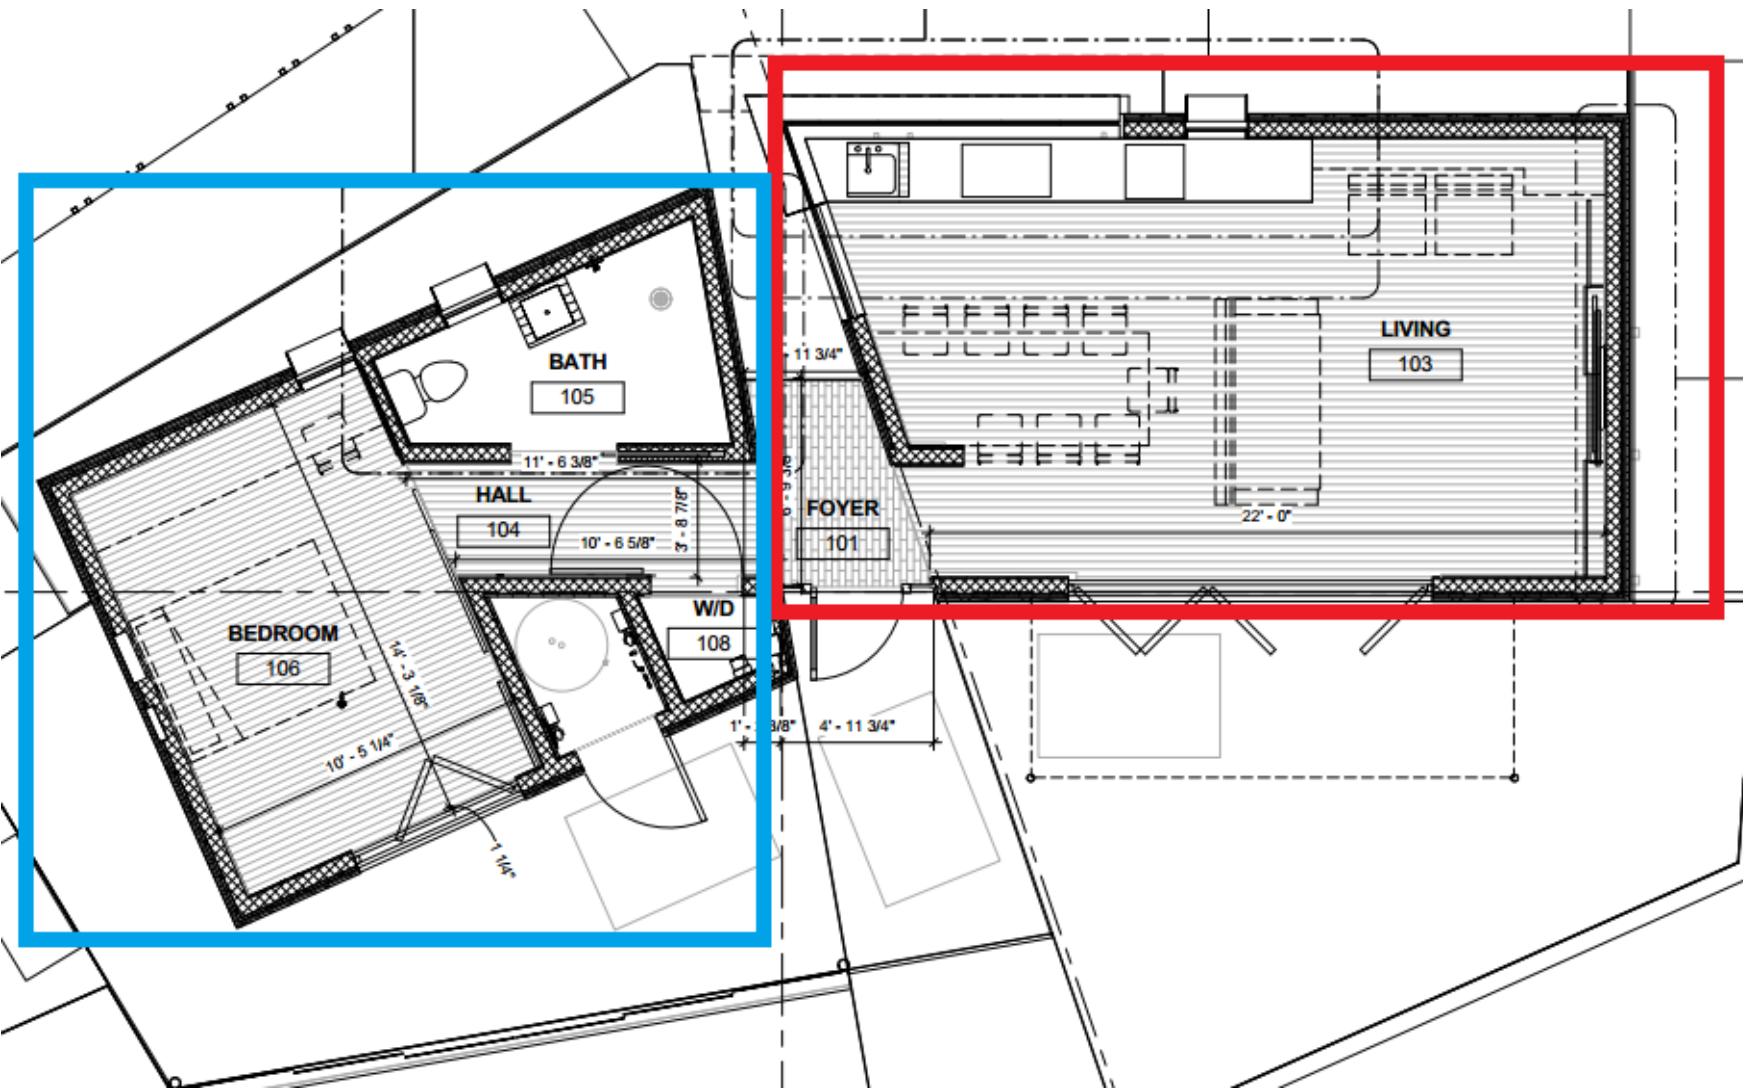 LIVING
103
11 3/4"
BATH
105
11' - 6 3/8"
HALL
104
3' - 8 7/8"
10' - 6 5/8"
FOYER
101
22' - 0"
W/D
108
BEDROOM
106
14' - 3 1/8"
10' - 5 1/4"
4' - 11 3/4"
1 1/4"